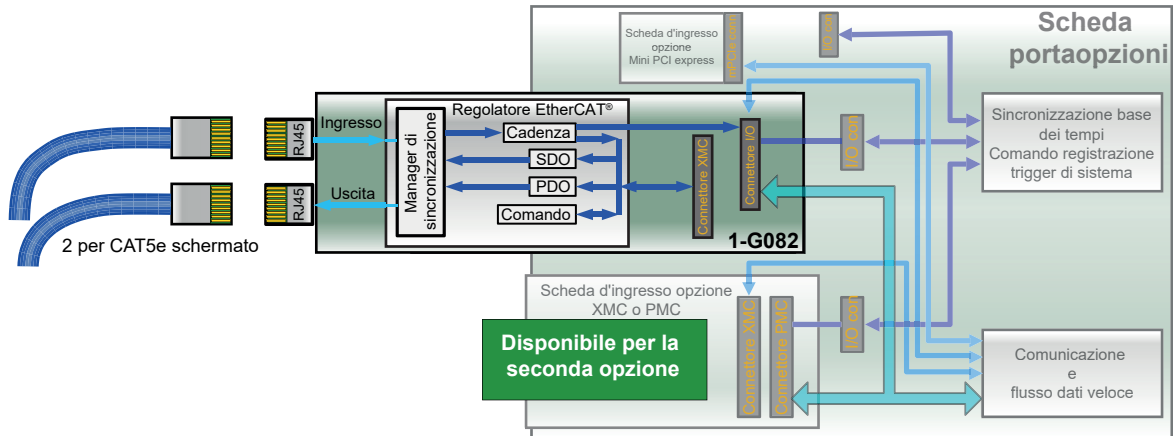 Scheda
portaopzioni
Scheda d'ingresso
opzione
Mini PCI express
mPCIe conn
I/O con
Regolatore EtherCAT®
Ingresso
RJ45
Manager di
sincronizzazione
Cadenza
SDO
PDO
Comando
Connettore XMC
Connettore I/O
I/O con
Sincronizzazione base
dei tempi
Comando registrazione
trigger di sistema
Uscita
RJ45
2 per CAT5e schermato
1-G082
Scheda d'ingresso opzione
XMC o PMC
Disponibile per la
seconda opzione
Connettore XMC
Connettore PMC
I/O con
Comunicazione
e
flusso dati veloce